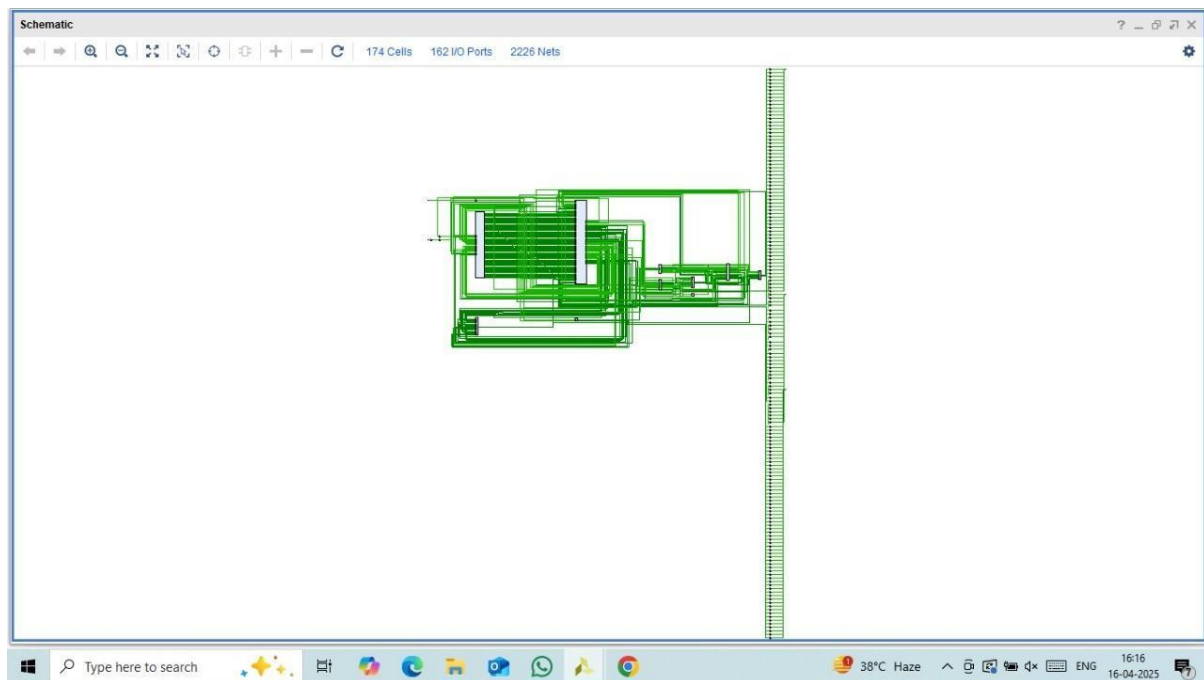 Schematic
174 Cells 162 I/O Ports 2226 Nets
Type here to search
38°C Haze
ENG
16:16
16-04-2025
7